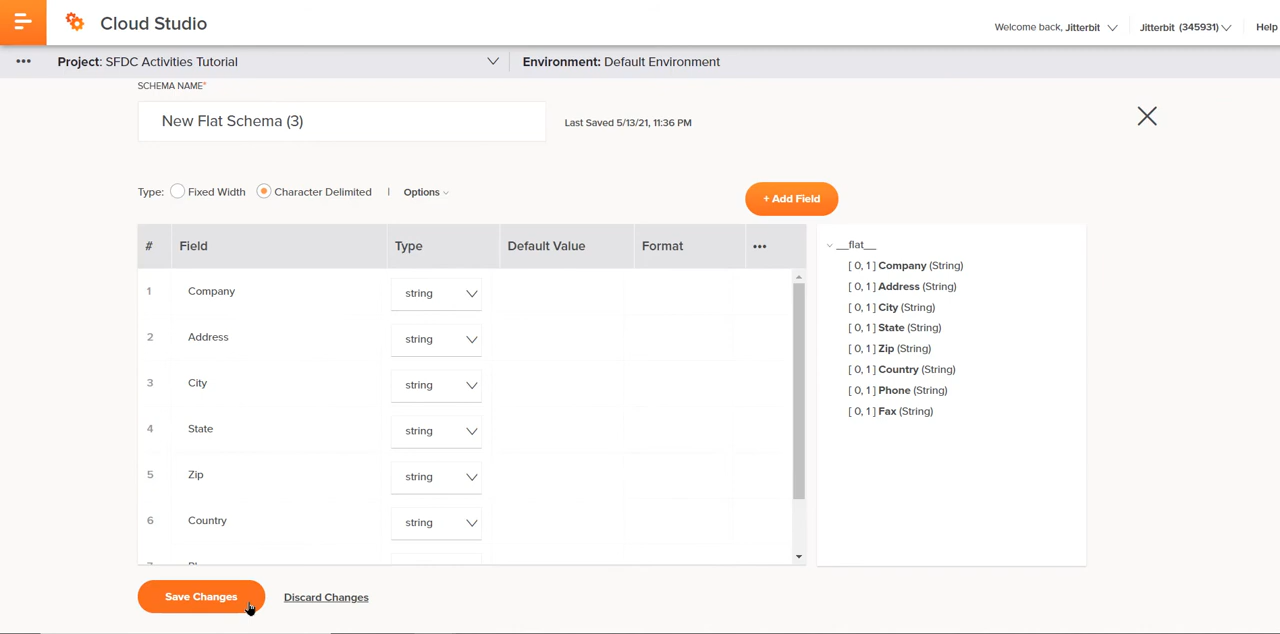 Cloud Studio
Welcome back, Jitterbit
Jitterbit (345931)
Help
••• Project: SFDC Activities Tutorial
Environment: Default Environment
SCHEMA NAME*
New Flat Schema (3)
Last Saved 5/13/21, 11:36 PM
Type: Fixed Width Character Delimited | Options
+ Add Field
# Field Type Default Value Format •••
1 Company string
2 Address string
3 City string
4 State string
5 Zip string
6 Country string
__flat__
[ 0, 1 ] Company (String)
[ 0, 1 ] Address (String)
[ 0, 1 ] City (String)
[ 0, 1 ] State (String)
[ 0, 1 ] Zip (String)
[ 0, 1 ] Country (String)
[ 0, 1 ] Phone (String)
[ 0, 1 ] Fax (String)
Save Changes
Discard Changes